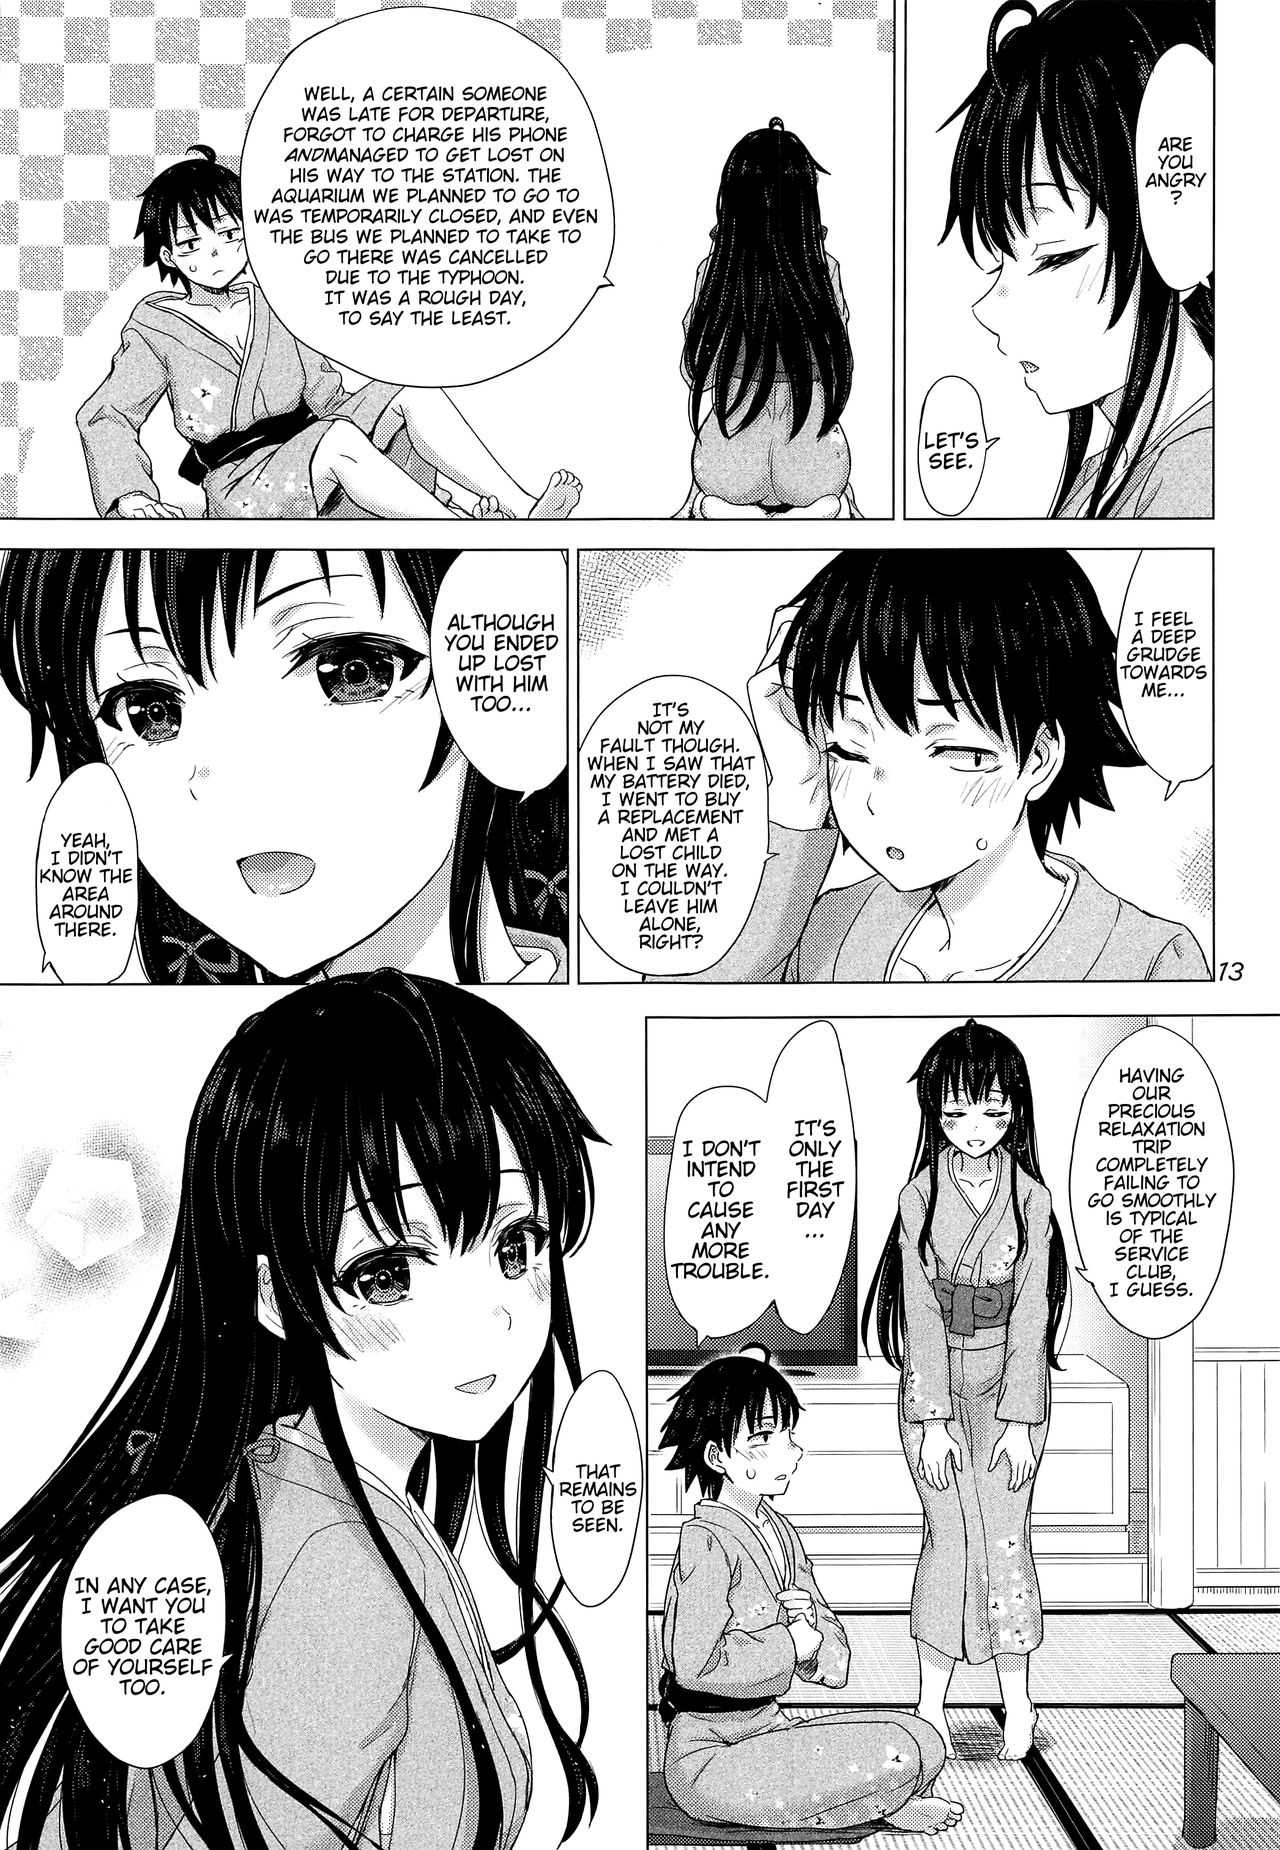 ARE
YOU
ANGRY
?
LET'S
SEE.
WELL, A CERTAIN SOMEONE
WAS LATE FOR DEPARTURE,
FORGOT TO CHARGE HIS PHONE
ANDMANAGED TO GET LOST ON
HIS WAY TO THE STATION. THE
AQUARIUM WE PLANNED TO GO TO
WAS TEMPORARILY CLOSED, AND EVEN
THE BUS WE PLANNED TO TAKE TO
GO THERE WAS CANCELLED
DUE TO THE TYPHOON.
IT WAS A ROUGH DAY,
TO SAY THE LEAST.
I FEEL
A DEEP
GRUDGE
TOWARDS
ME...
IT'S
NOT MY
FAULT THOUGH.
WHEN I SAW THAT
MY BATTERY DIED,
I WENT TO BUY
A REPLACEMENT
AND MET A
LOST CHILD
ON THE WAY.
I COULDN'T
LEAVE HIM
ALONE,
RIGHT?
ALTHOUGH
YOU ENDED
UP LOST
WITH HIM
TOO...
YEAH,
I DIDN'T
KNOW THE
AREA
AROUND
THERE.
13
HAVING
OUR
PRECIOUS
RELAXATION
TRIP
COMPLETELY
FAILING TO
GO SMOOTHLY
IS TYPICAL
OF THE
SERVICE
CLUB,
I GUESS.
IT'S
ONLY
THE
FIRST
DAY
...
I DON'T
INTEND
TO
CAUSE
ANY
MORE
TROUBLE.
THAT
REMAINS
TO BE
SEEN.
IN ANY CASE,
I WANT YOU
TO TAKE
GOOD CARE
OF YOURSELF
TOO.